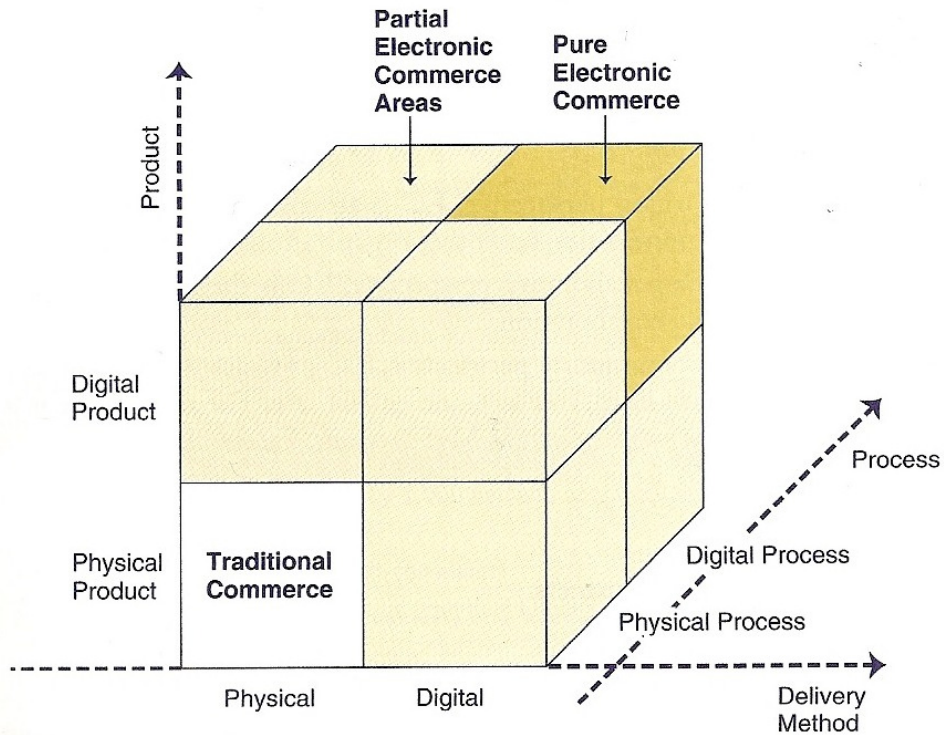 Partial
Electronic
Commerce
Areas
Pure
Electronic
Commerce
Product
Digital
Product
Process
Physical
Product
Traditional
Commerce
Digital Process
Physical Process
Physical
Digital
Delivery
Method